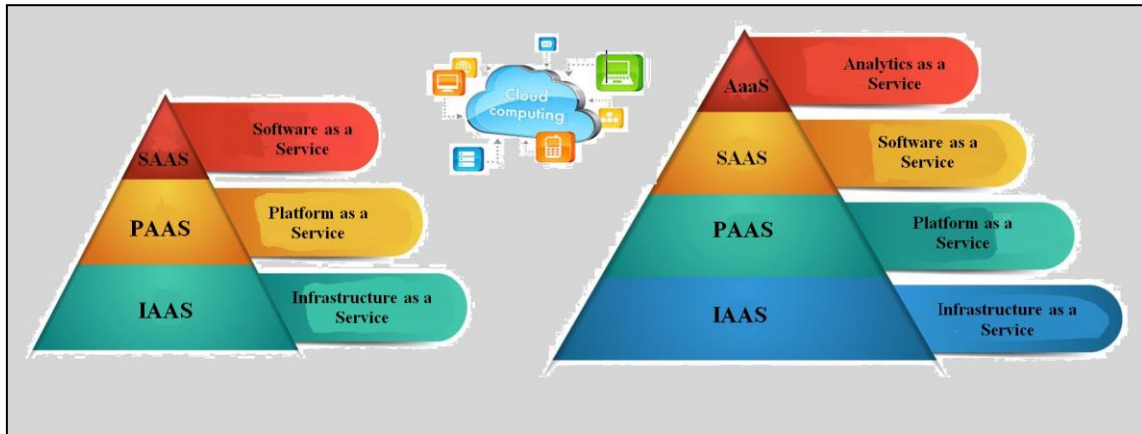 SAAS
Software as a
Service
PAAS
Platform as a
Service
IAAS
Infrastructure as a
Service
Cloud
computing
AaaS
Analytics as a
Service
SAAS
Software as a
Service
PAAS
Platform as a
Service
IAAS
Infrastructure as a
Service